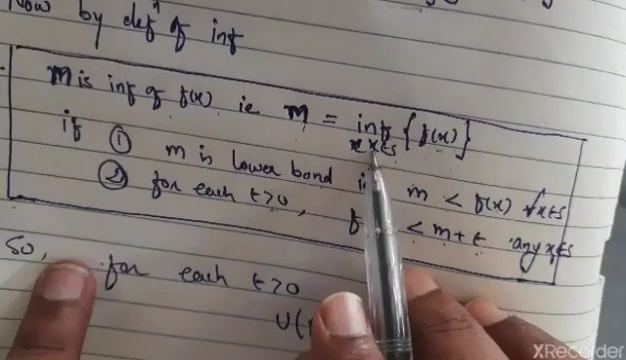 Now by defⁿ of inf
m is inf of f(x) ie m = inf {f(x)}
x∈s
if ① m is lower bond i m < f(x) ∀x∈s
② for each t>0, f < m+t any x∈s
So, for each t>0
U(
XRecorder